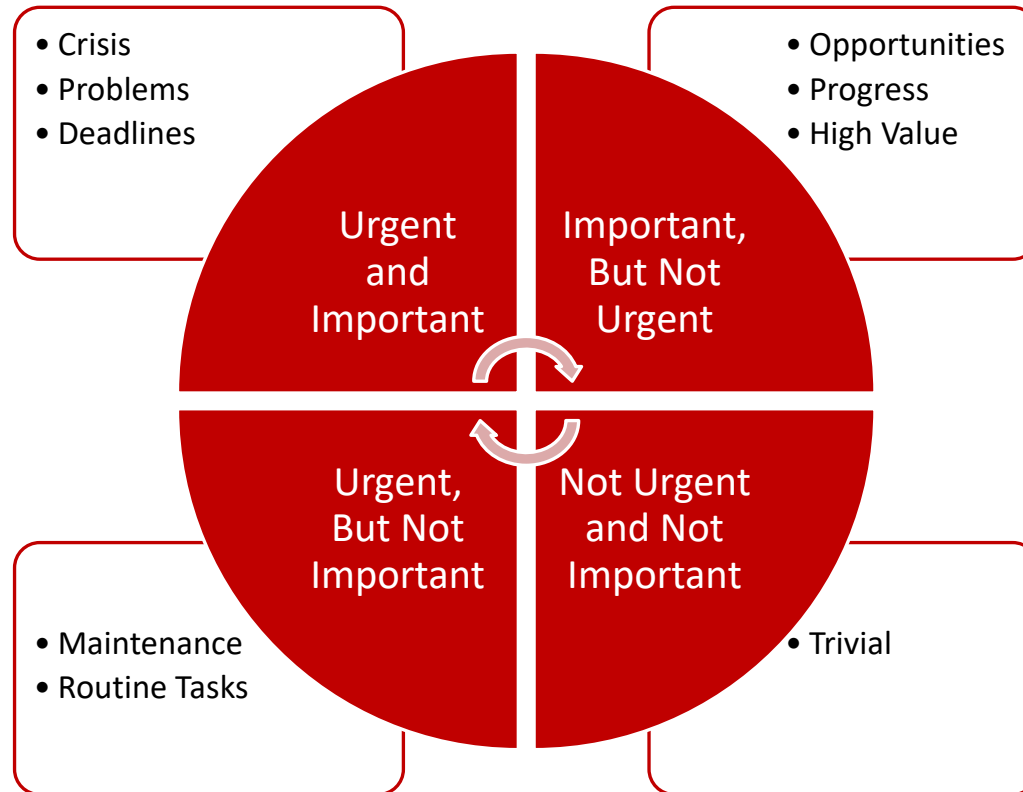 • Crisis
• Problems
• Deadlines
• Opportunities
• Progress
• High Value
Urgent
and
Important
Important,
But Not
Urgent
Urgent,
But Not
Important
Not Urgent
and Not
Important
• Maintenance
• Routine Tasks
• Trivial